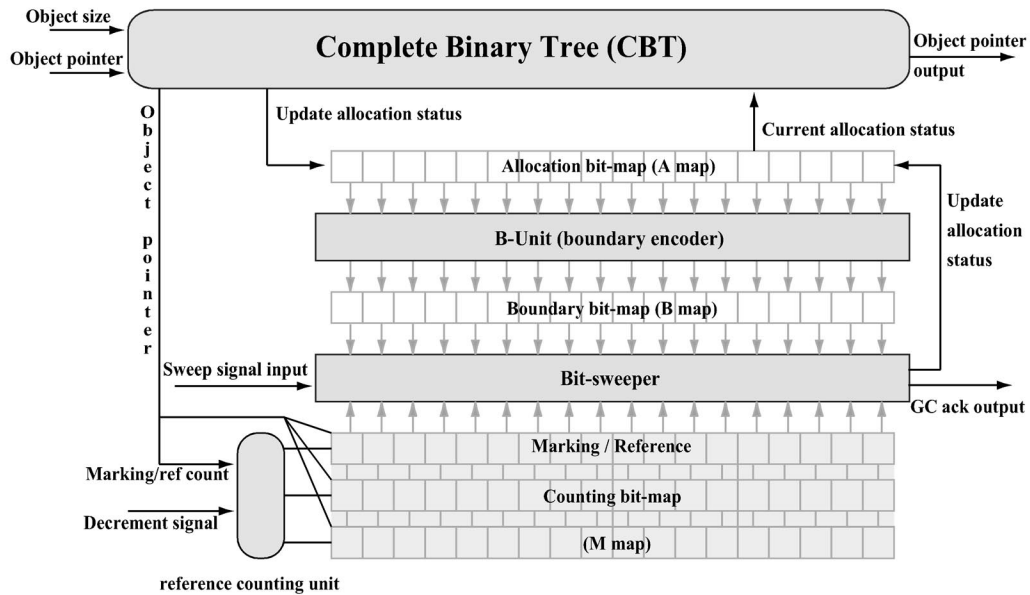 Object size
Complete Binary Tree (CBT)
Object pointer
Object pointer
output
Object pointer
Update allocation status
Current allocation status
Allocation bit-map (A map)
Update
allocation
status
B-Unit (boundary encoder)
Boundary bit-map (B map)
Sweep signal input
Bit-sweeper
GC ack output
Marking / Reference
Marking/ref count
Counting bit-map
Decrement signal
(M map)
reference counting unit